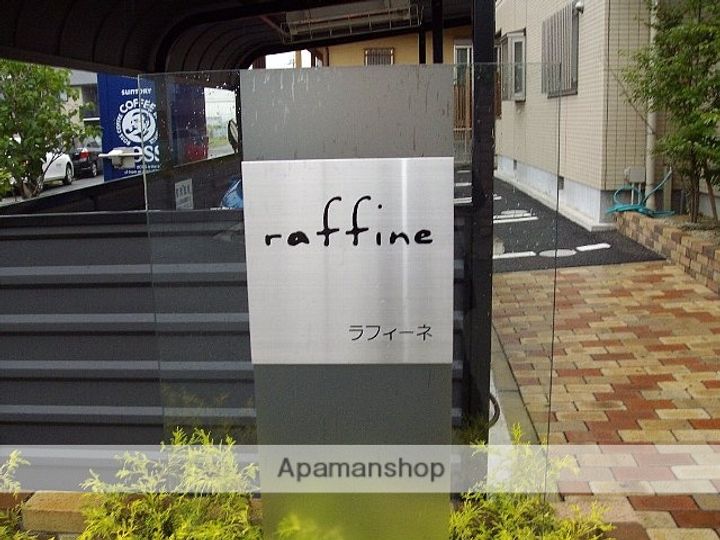 SUNTORY
COFFEE
BOSS
raffine
ラフィーネ
Apamanshop